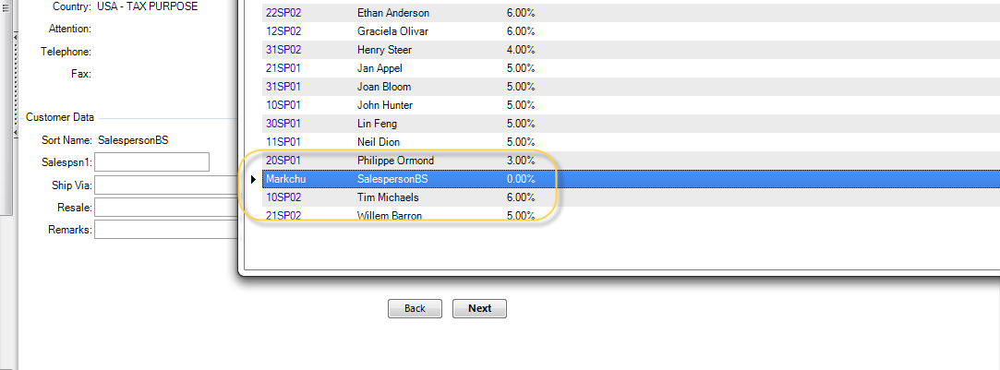 Country: USA - TAX PURPOSE
Attention:
Telephone:
Fax:
Customer Data
Sort Name: SalespersonBS
Salespsn1:
Ship Via:
Resale:
Remarks:
22SP02 Ethan Anderson 6.00%
12SP02 Graciela Olivar 6.00%
31SP02 Henry Steer 4.00%
21SP01 Jan Appel 5.00%
31SP01 Joan Bloom 5.00%
10SP01 John Hunter 5.00%
30SP01 Lin Feng 5.00%
11SP01 Neil Dion 5.00%
20SP01 Philippe Ormond 3.00%
Markchu SalespersonBS 0.00%
10SP02 Tim Michaels 6.00%
21SP02 Willem Barron 5.00%
Back Next